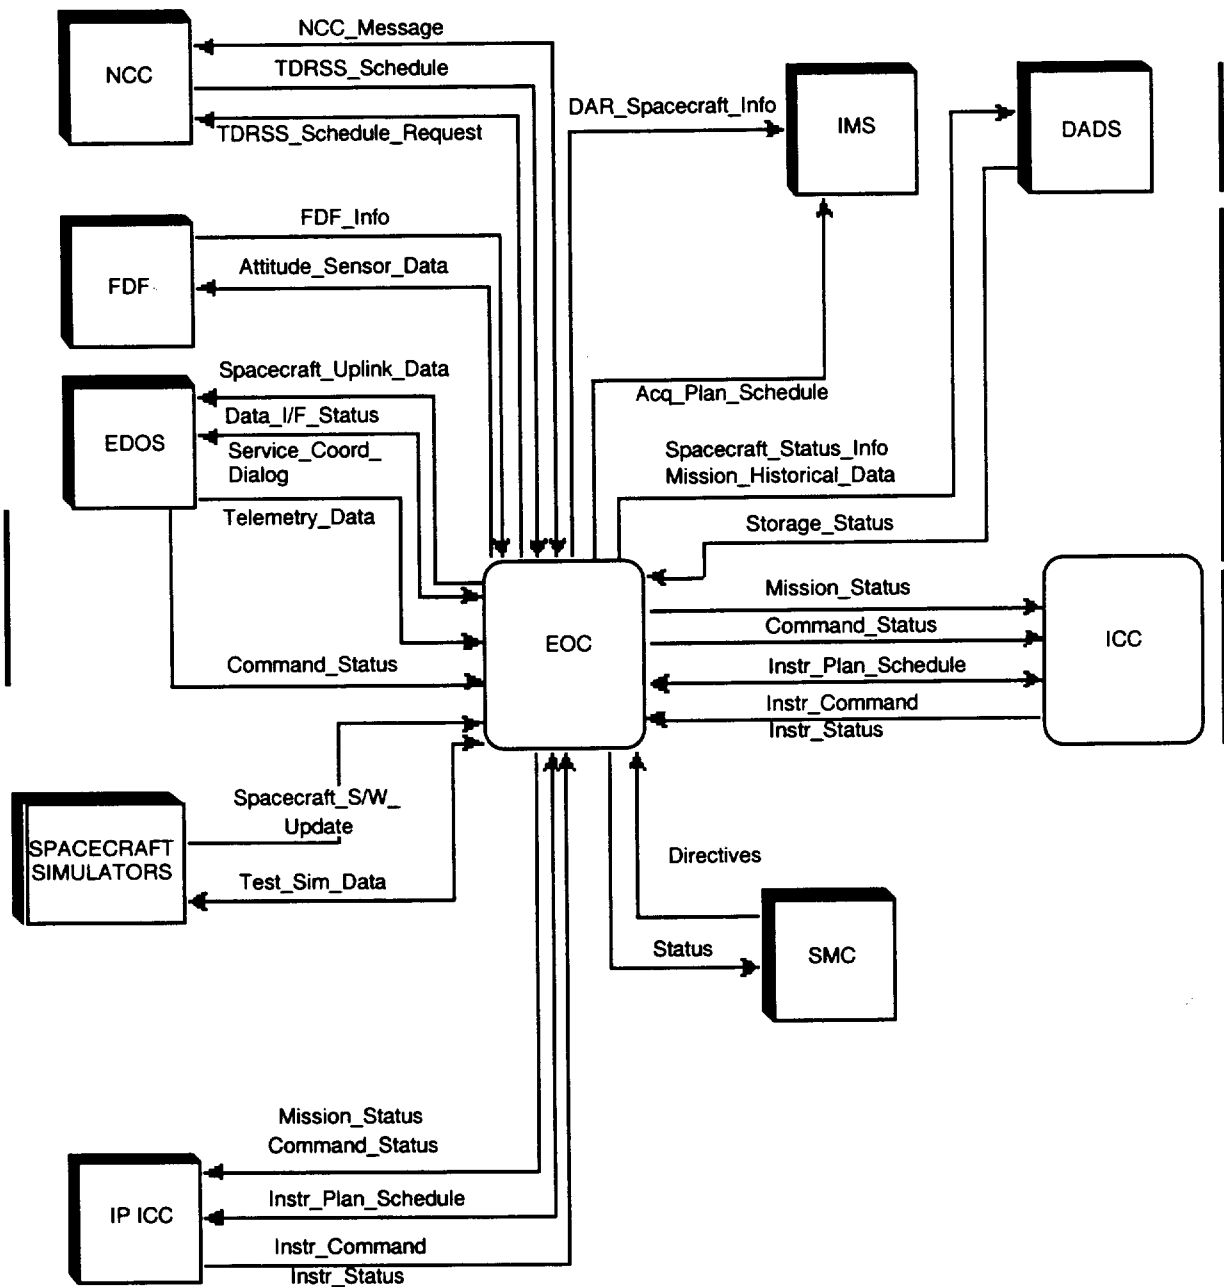 NCC_Message
NCC
TDRSS_Schedule
TDRSS_Schedule_Request
DAR_Spacecraft_Info
IMS
DADS
FDF_Info
FDF
Attitude_Sensor_Data
Spacecraft_Uplink_Data
EDOS
Data_I/F_Status
Service_Coord_
Dialog
Telemetry_Data
Command_Status
Acq_Plan_Schedule
Spacecraft_Status_Info
Mission_Historical_Data
Storage_Status
EOC
Mission_Status
Command_Status
Instr_Plan_Schedule
Instr_Command
Instr_Status
ICC
Spacecraft_S/W_
Update
SPACECRAFT
SIMULATORS
Test_Sim_Data
Directives
Status
SMC
Mission_Status
Command_Status
IP ICC
Instr_Plan_Schedule
Instr_Command
Instr_Status